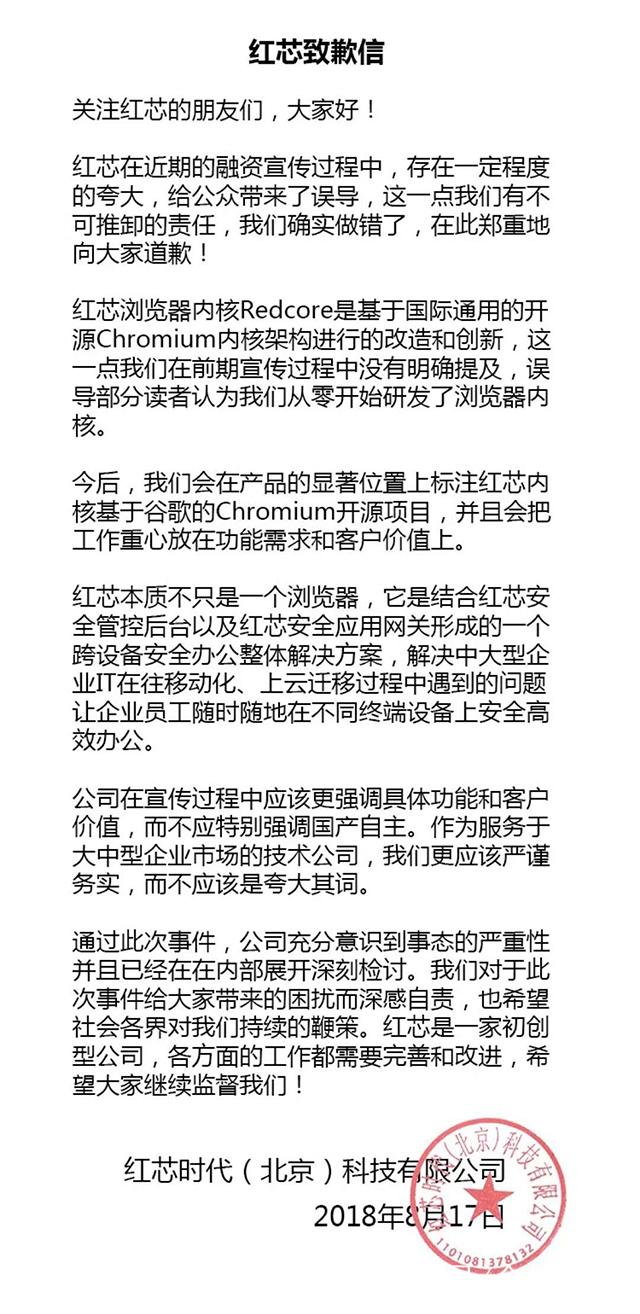 红芯致歉信
关注红芯的朋友们，大家好！
红芯在近期的融资宣传过程中，存在一定程度
的夸大，给公众带来了误导，这一点我们有不
可推卸的责任，我们确实做错了，在此郑重地
向大家道歉！
红芯浏览器内核Redcore是基于国际通用的开
源Chromium内核架构进行的改造和创新，这
一点我们在前期宣传过程中没有明确提及，误
导部分读者认为我们从零开始研发了浏览器内
核。
今后，我们会在产品的显著位置上标注红芯内
核基于谷歌的Chromium开源项目，并且会把
工作重心放在功能需求和客户价值上。
红芯本质不只是一个浏览器，它是结合红芯安
全管控后台以及红芯安全应用网关形成的一个
跨设备安全办公整体解决方案，解决中大型企
业IT在往移动化、上云迁移过程中遇到的问题
让企业员工随时随地在不同终端设备上安全高
效办公。
公司在宣传过程中应该更强调具体功能和客户
价值，而不应特别强调国产自主。作为服务于
大中型企业市场的技术公司，我们更应该严谨
务实，而不应该是夸大其词。
通过此次事件，公司充分意识到事态的严重性
并且已经在在内部展开深刻检讨。我们对于此
次事件给大家带来的困扰而深感自责，也希望
社会各界对我们持续的鞭策。红芯是一家初创
型公司，各方面的工作都需要完善和改进，希
望大家继续监督我们！
红芯时代（北京）科技有限公司
2018年8月17日
红芯时代(北京)科技有限公司
1101081378132